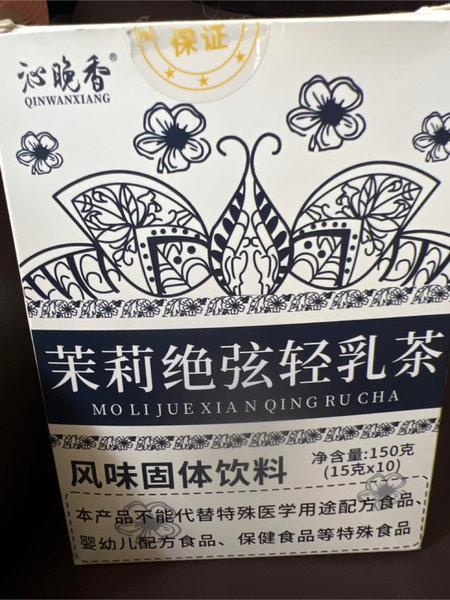 保证
沁晚香®
QINWANXIANG
茉莉绝弦轻乳茶
MO LI JUE XIA N QING RU CHA
风味固体饮料
净含量:150克
(15克x10)
本产品不能代替特殊医学用途配方食品、
婴幼儿配方食品、保健食品等特殊食品